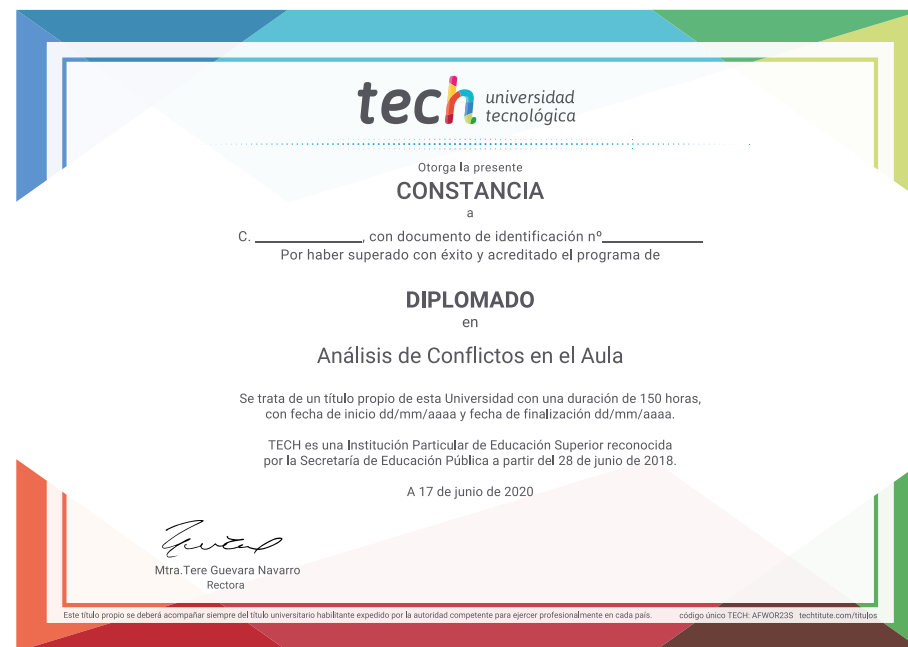 tech universidad
tecnológica
Otorga la presente
CONSTANCIA
a
C. ____________, con documento de identificación nº____________
Por haber superado con éxito y acreditado el programa de
DIPLOMADO
en
Análisis de Conflictos en el Aula
Se trata de un título propio de esta Universidad con una duración de 150 horas,
con fecha de inicio dd/mm/aaaa y fecha de finalización dd/mm/aaaa.
TECH es una Institución Particular de Educación Superior reconocida
por la Secretaría de Educación Pública a partir del 28 de junio de 2018.
A 17 de junio de 2020
Mtra.Tere Guevara Navarro
Rectora
Este título propio se deberá acompañar siempre del título universitario habilitante expedido por la autoridad competente para ejercer profesionalmente en cada país. código único TECH: AFWOR23S techtitute.com/títulos